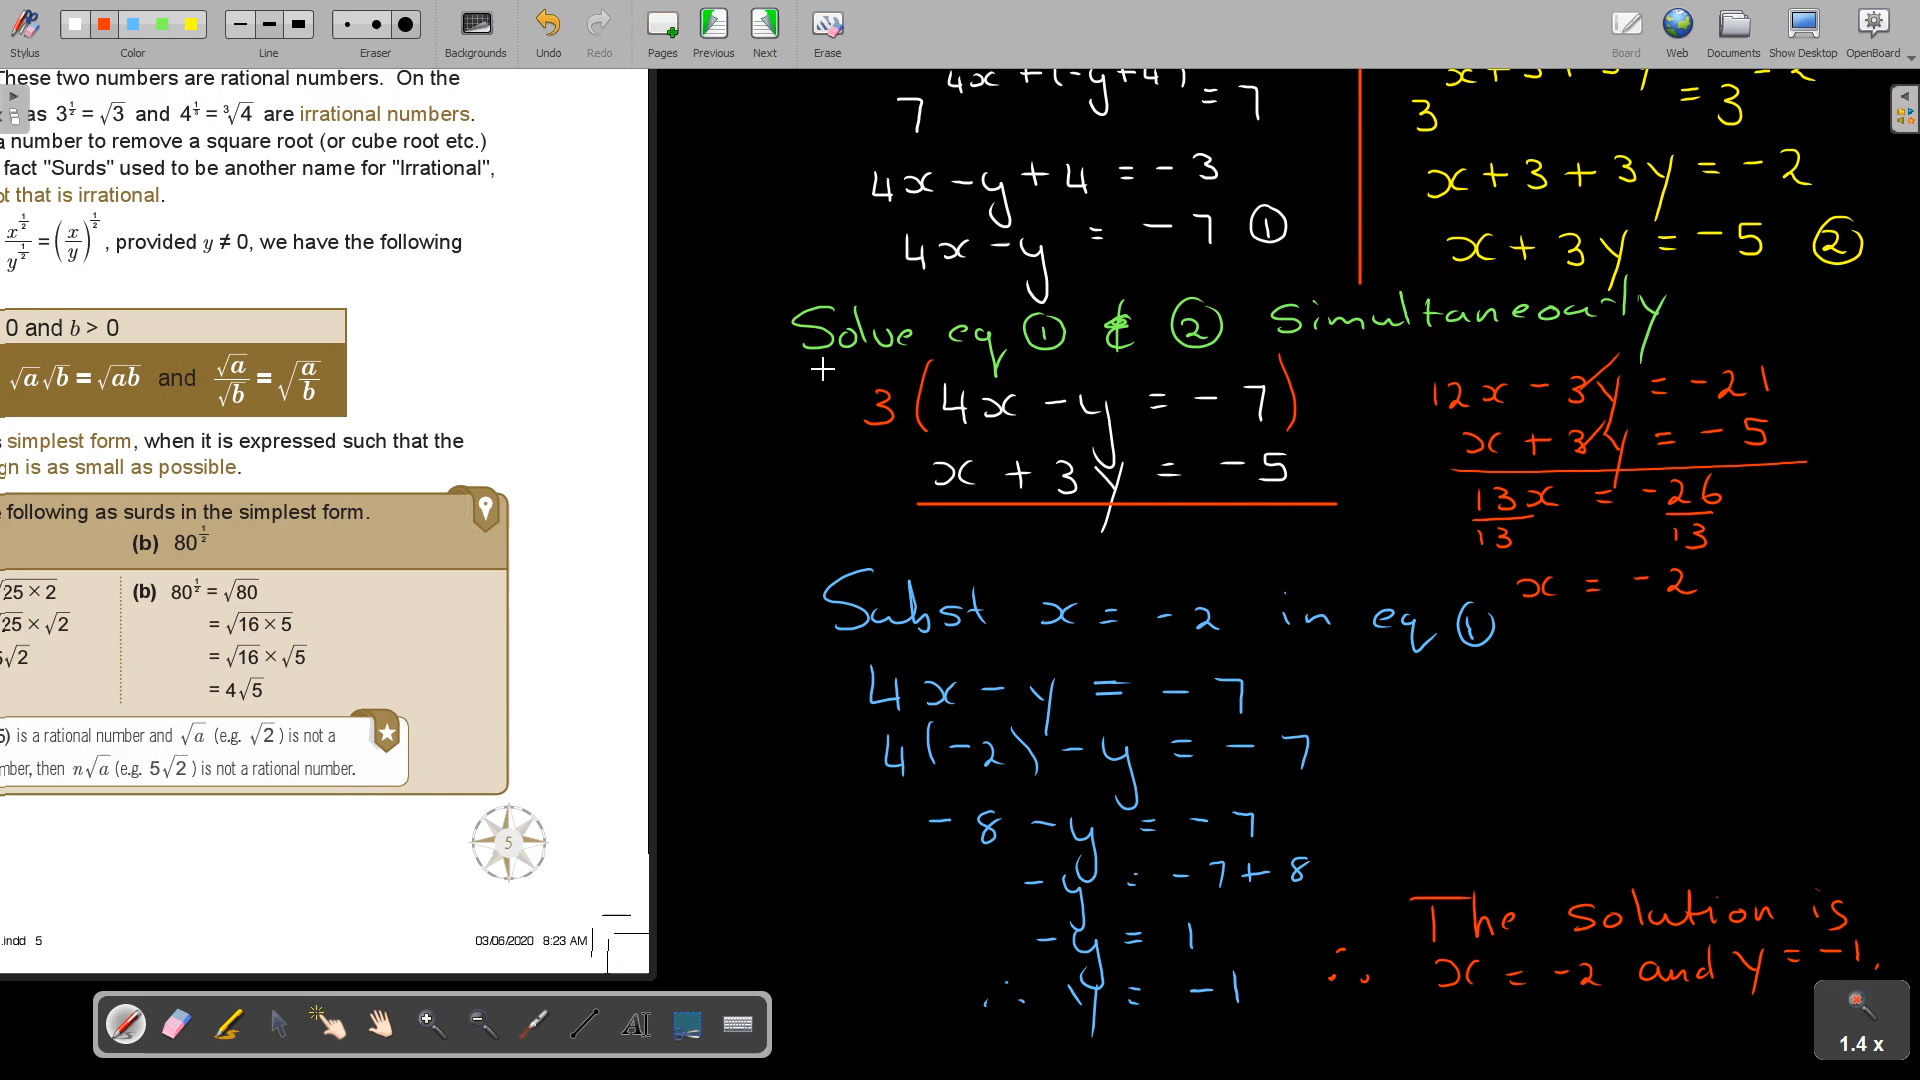 Stylus
Color
Line
Eraser
Backgrounds
Undo
Redo
Pages
Previous
Next
Erase
Board
Web
Documents
Show Desktop
OpenBoard
These two numbers are rational numbers. On the
as 3^(1/2) = √3 and 4^(1/3) = ∛4 are irrational numbers.
a number to remove a square root (or cube root etc.)
fact "Surds" used to be another name for "Irrational",
that is irrational.
x^(1/2) / y^(1/2) = (x/y)^(1/2), provided y ≠ 0, we have the following
0 and b > 0
√a√b = √ab and √a/√b = √(a/b)
simplest form, when it is expressed such that the
is as small as possible.
following as surds in the simplest form.
(b) 80^(1/2)
√25 × 2
√25 × √2
√2
(b) 80^(1/2) = √80
= √16 × 5
= √16 × √5
= 4√5
5) is a rational number and √a (e.g. √2) is not a
then n√a (e.g. 5√2) is not a rational number.
5
.indd 5
03/06/2020 8:23 AM
4x - y + 4 = -3
4x - y = -7 ①
x + 3 + 3y = -2
x + 3y = -5 ②
Solve eq ① & ② simultaneously
3(4x - y = -7)
x + 3y = -5
12x - 3y = -21
x + 3y = -5
13x/13 = -26/13
x = -2
Subst x = -2 in eq ①
4x - y = -7
4(-2) - y = -7
-8 - y = -7
-y = -7 + 8
-y = 1
∴ y = -1
The solution is
∴ x = -2 and y = -1.
1.4 x